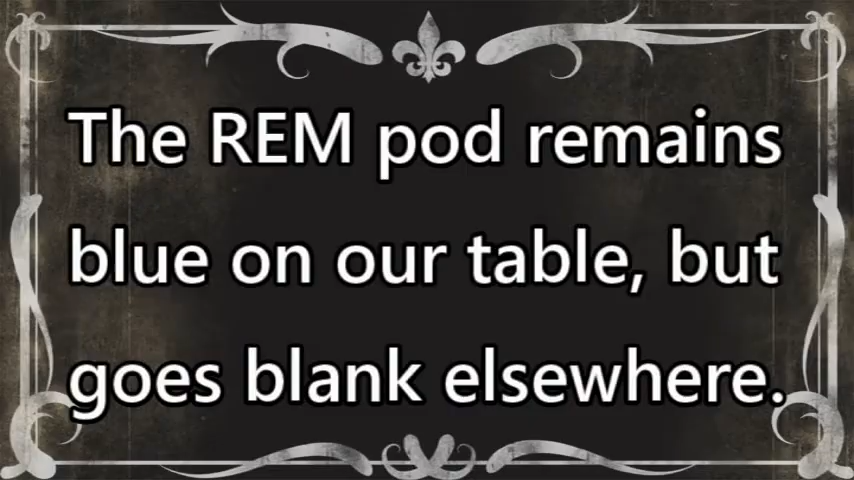 The REM pod remains
blue on our table, but
goes blank elsewhere.